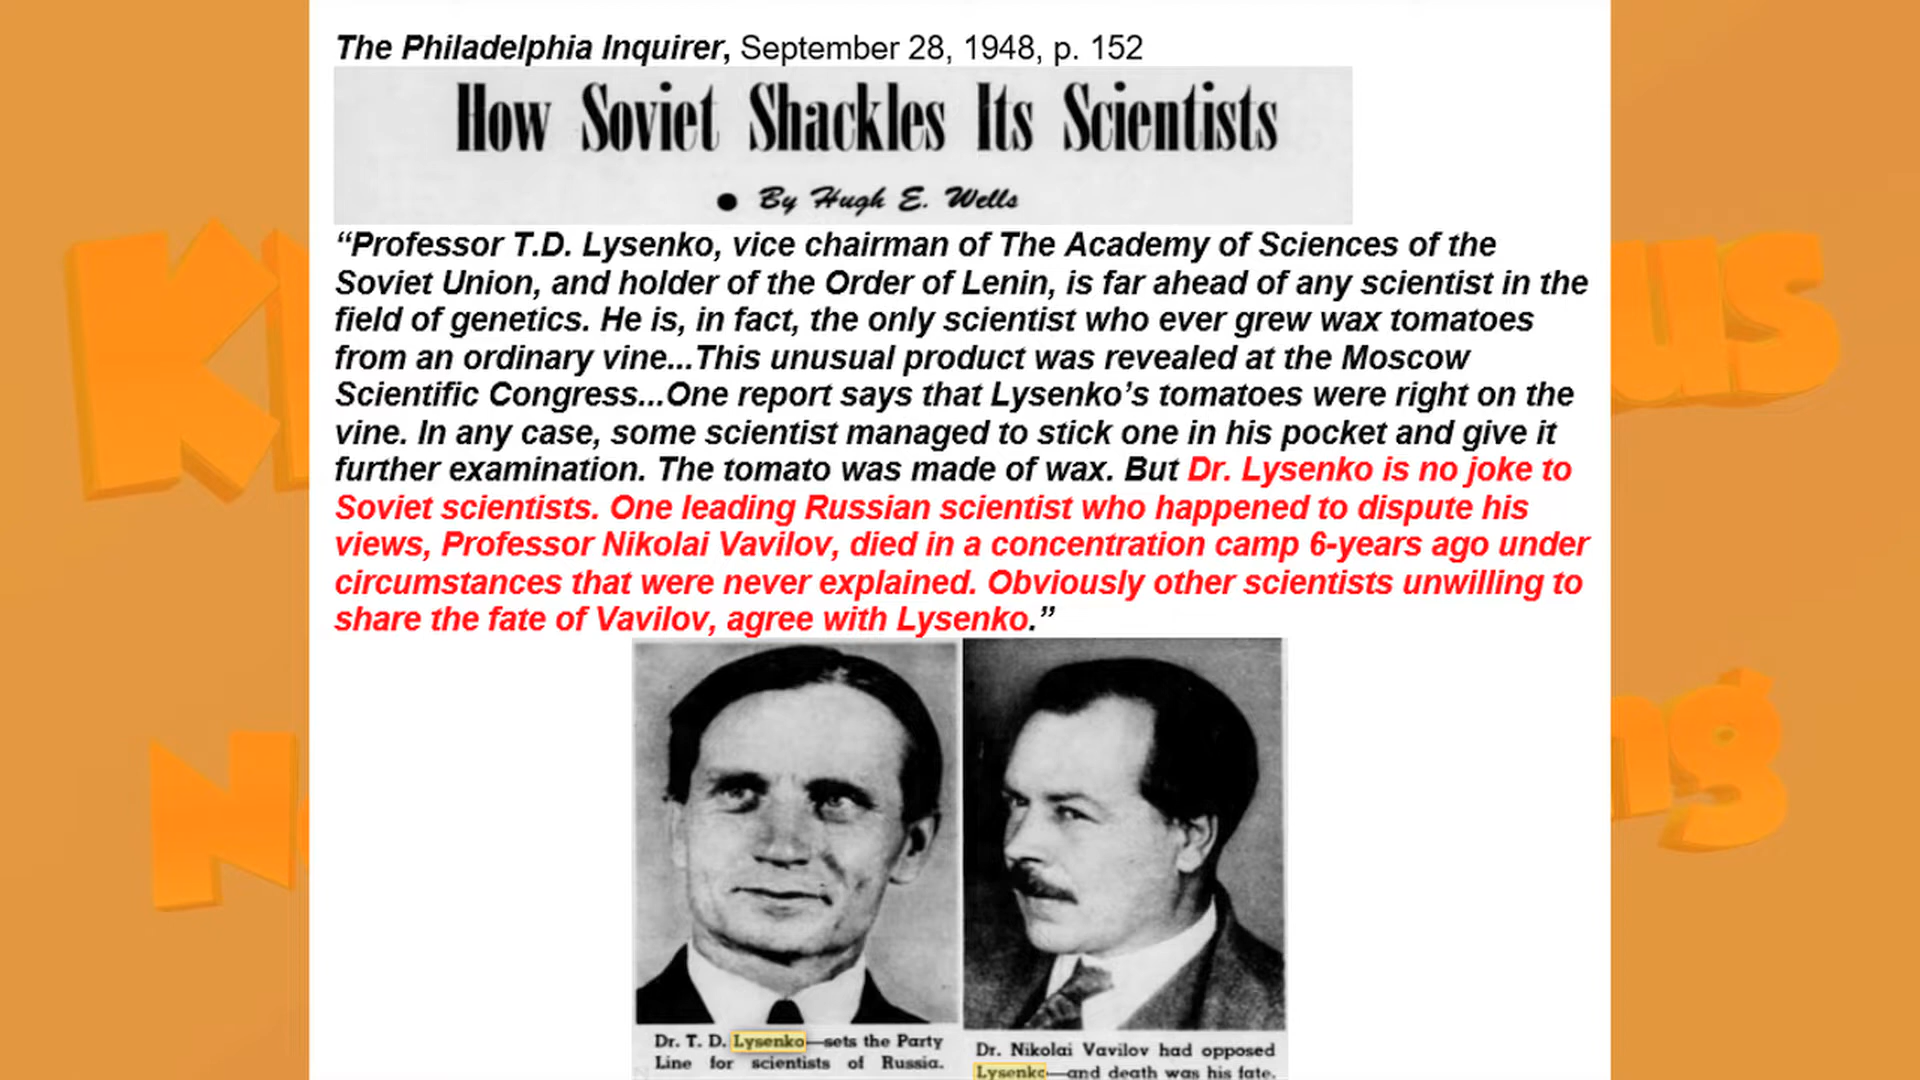 The Philadelphia Inquirer, September 28, 1948, p. 152
How Soviet Shackles Its Scientists
• By Hugh E. Wells
“Professor T.D. Lysenko, vice chairman of The Academy of Sciences of the
Soviet Union, and holder of the Order of Lenin, is far ahead of any scientist in the
field of genetics. He is, in fact, the only scientist who ever grew wax tomatoes
from an ordinary vine...This unusual product was revealed at the Moscow
Scientific Congress...One report says that Lysenko’s tomatoes were right on the
vine. In any case, some scientist managed to stick one in his pocket and give it
further examination. The tomato was made of wax. But Dr. Lysenko is no joke to
Soviet scientists. One leading Russian scientist who happened to dispute his
views, Professor Nikolai Vavilov, died in a concentration camp 6-years ago under
circumstances that were never explained. Obviously other scientists unwilling to
share the fate of Vavilov, agree with Lysenko.”
Dr. T. D. Lysenko—sets the Party
Line for scientists of Russia.
Dr. Nikolai Vavilov had opposed
Lysenko—and death was his fate.